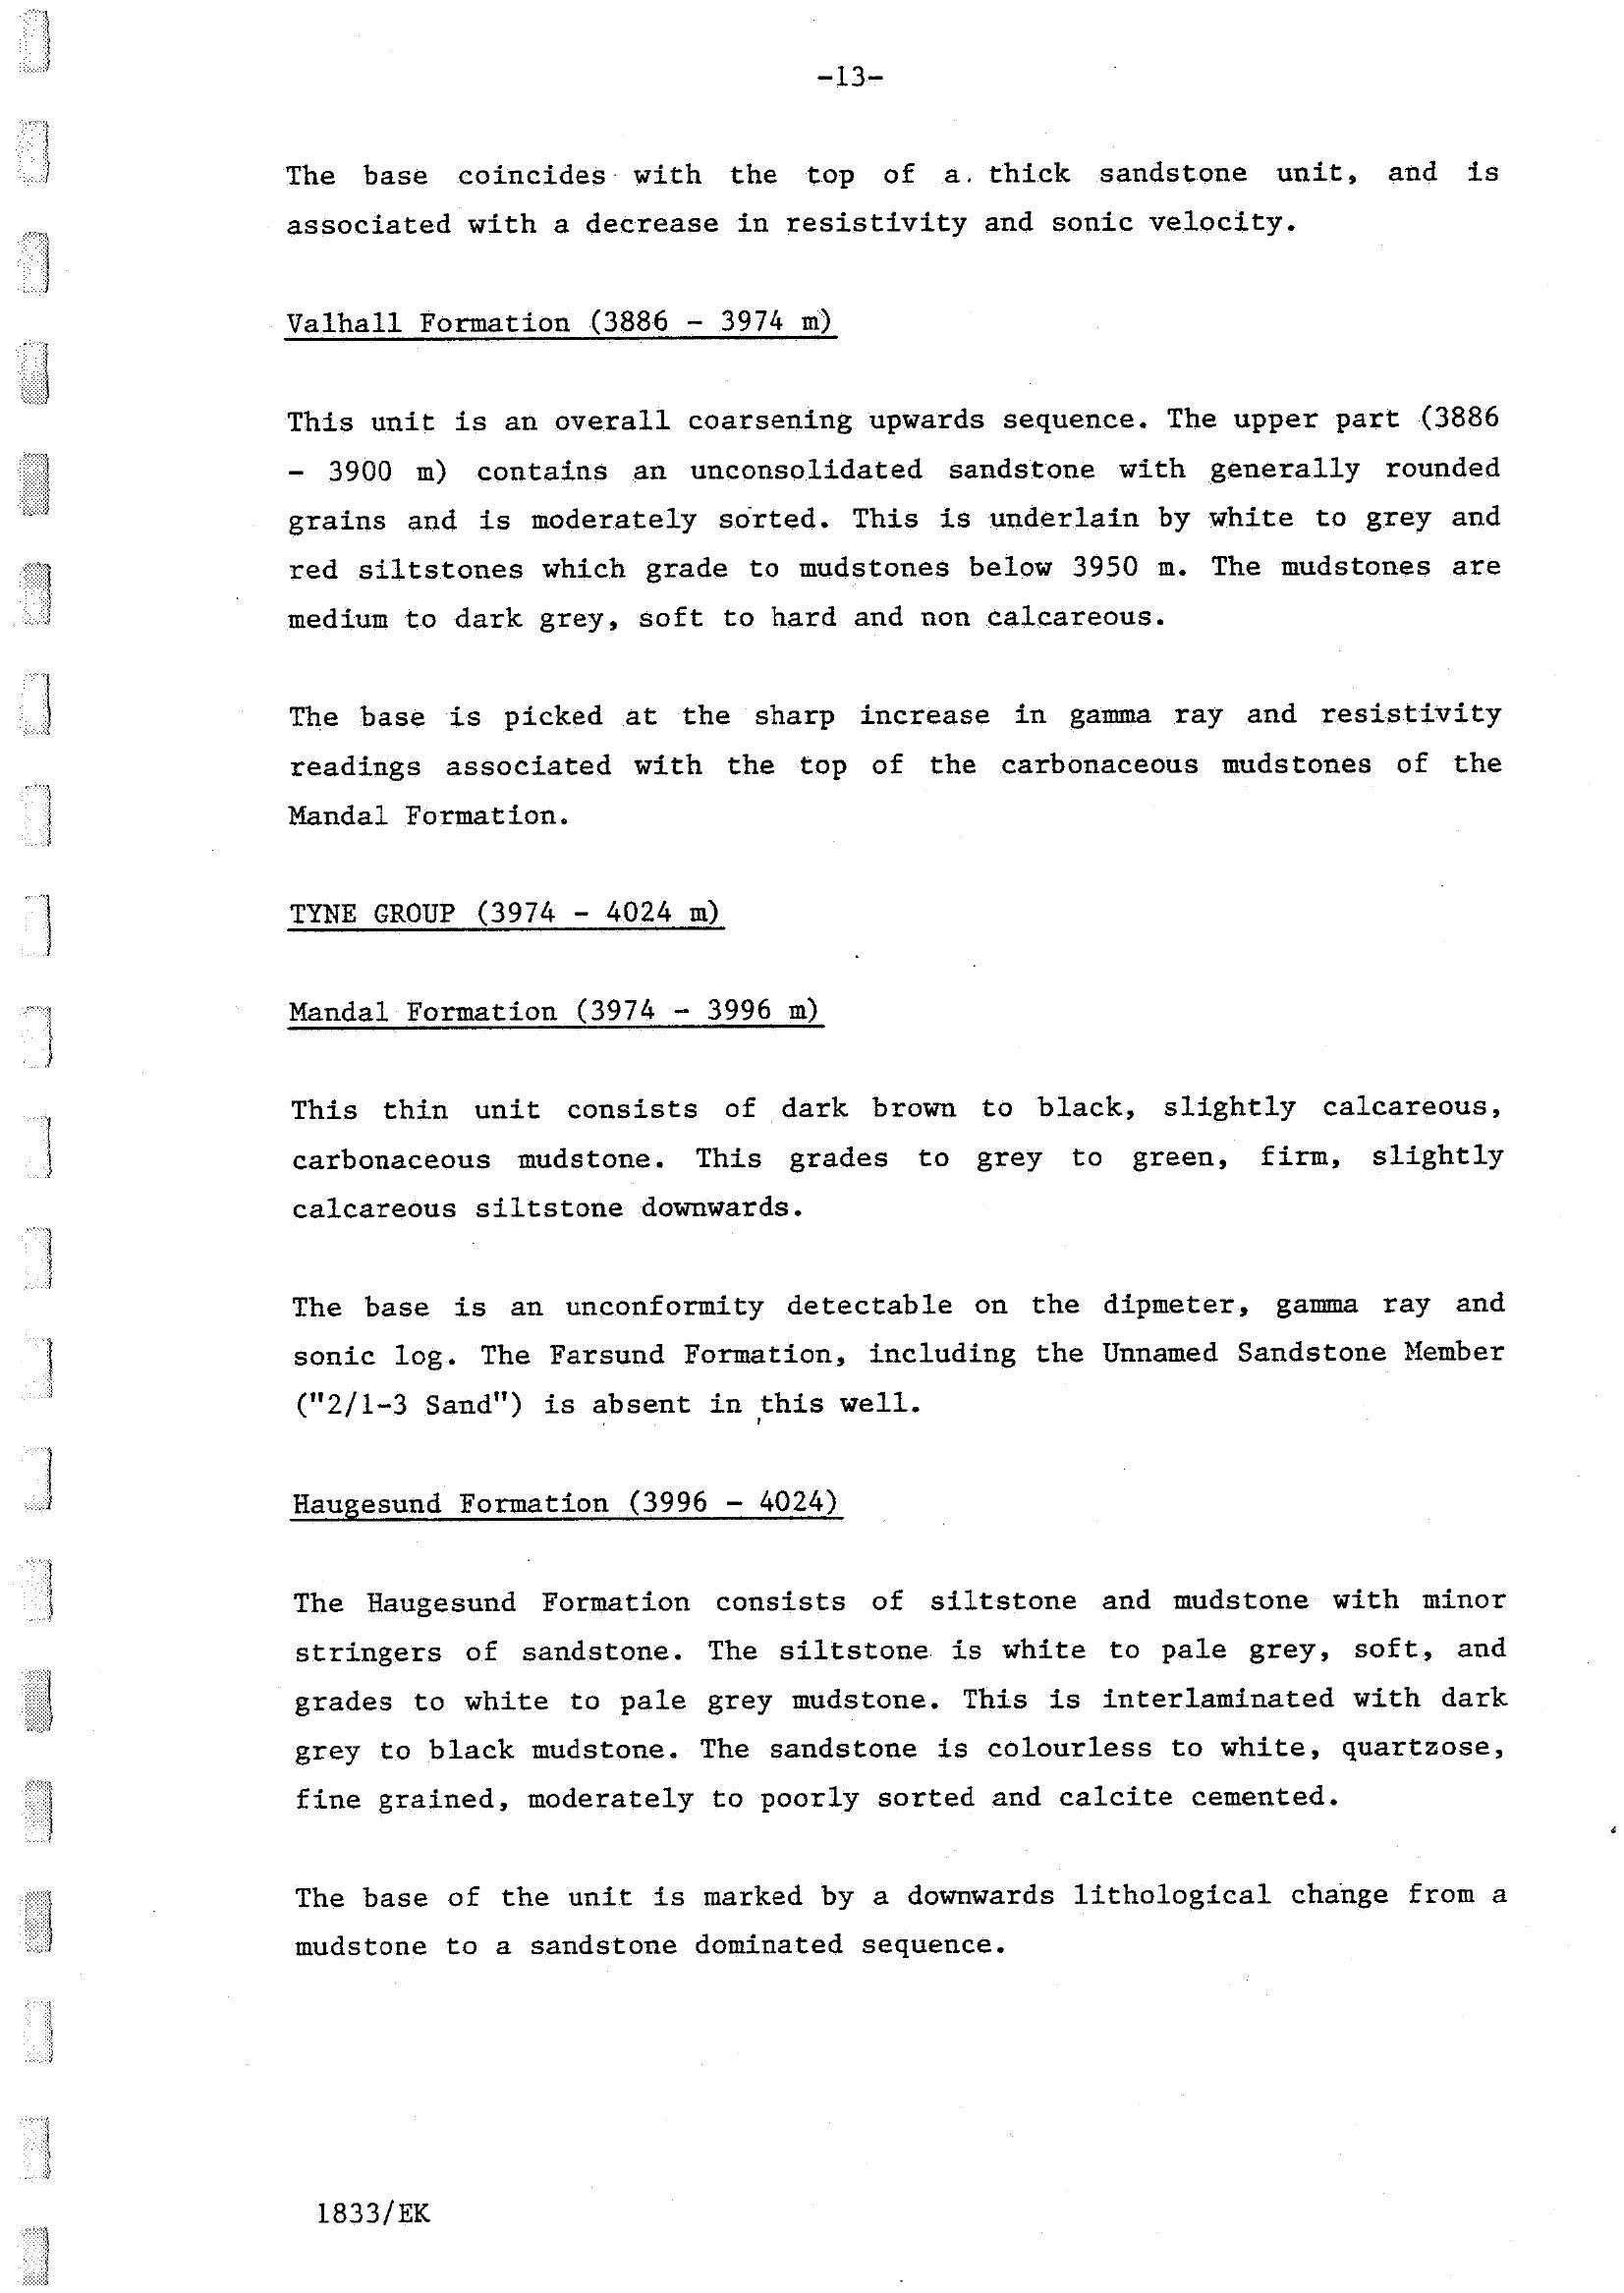 -13-
The base coincides with the top of a. thick sandstone unit, and is
associated with a decrease in resistivity and sonic velocity.
Valhall Formation (3886 - 3974 m)
This unit is an overall coarsening upwards sequence. The upper part (3886
- 3900 m) contains an unconsolidated sandstone with generally rounded
grains and is moderately sorted. This is underlain by white to grey and
red siltstones which grade to mudstones below 3950 m. The mudstones are
medium to dark grey, soft to hard and non calcareous.
The base is picked at the sharp increase in gamma ray and resistivity
readings associated with the top of the carbonaceous mudstones of the
Mandal Formation.
TYNE GROUP (3974 - 4024 m)
Mandal Formation (3974 - 3996 m)
This thin unit consists of dark brown to black, slightly calcareous,
carbonaceous mudstone. This grades to grey to green, firm, slightly
calcareous siltstone downwards.
The base is an unconformity detectable on the dipmeter, gamma ray and
sonic log. The Farsund Formation, including the Unnamed Sandstone Member
("2/1-3 Sand") is absent in this well.
Haugesund Formation (3996 - 4024)
The Haugesund Formation consists of siltstone and mudstone with minor
stringers of sandstone. The siltstone is white to pale grey, soft, and
grades to white to pale grey mudstone. This is interlaminated with dark
grey to black mudstone. The sandstone is colourless to white, quartzose,
fine grained, moderately to poorly sorted and calcite cemented.
The base of the unit is marked by a downwards lithological change from a
mudstone to a sandstone dominated sequence.
1833/EK